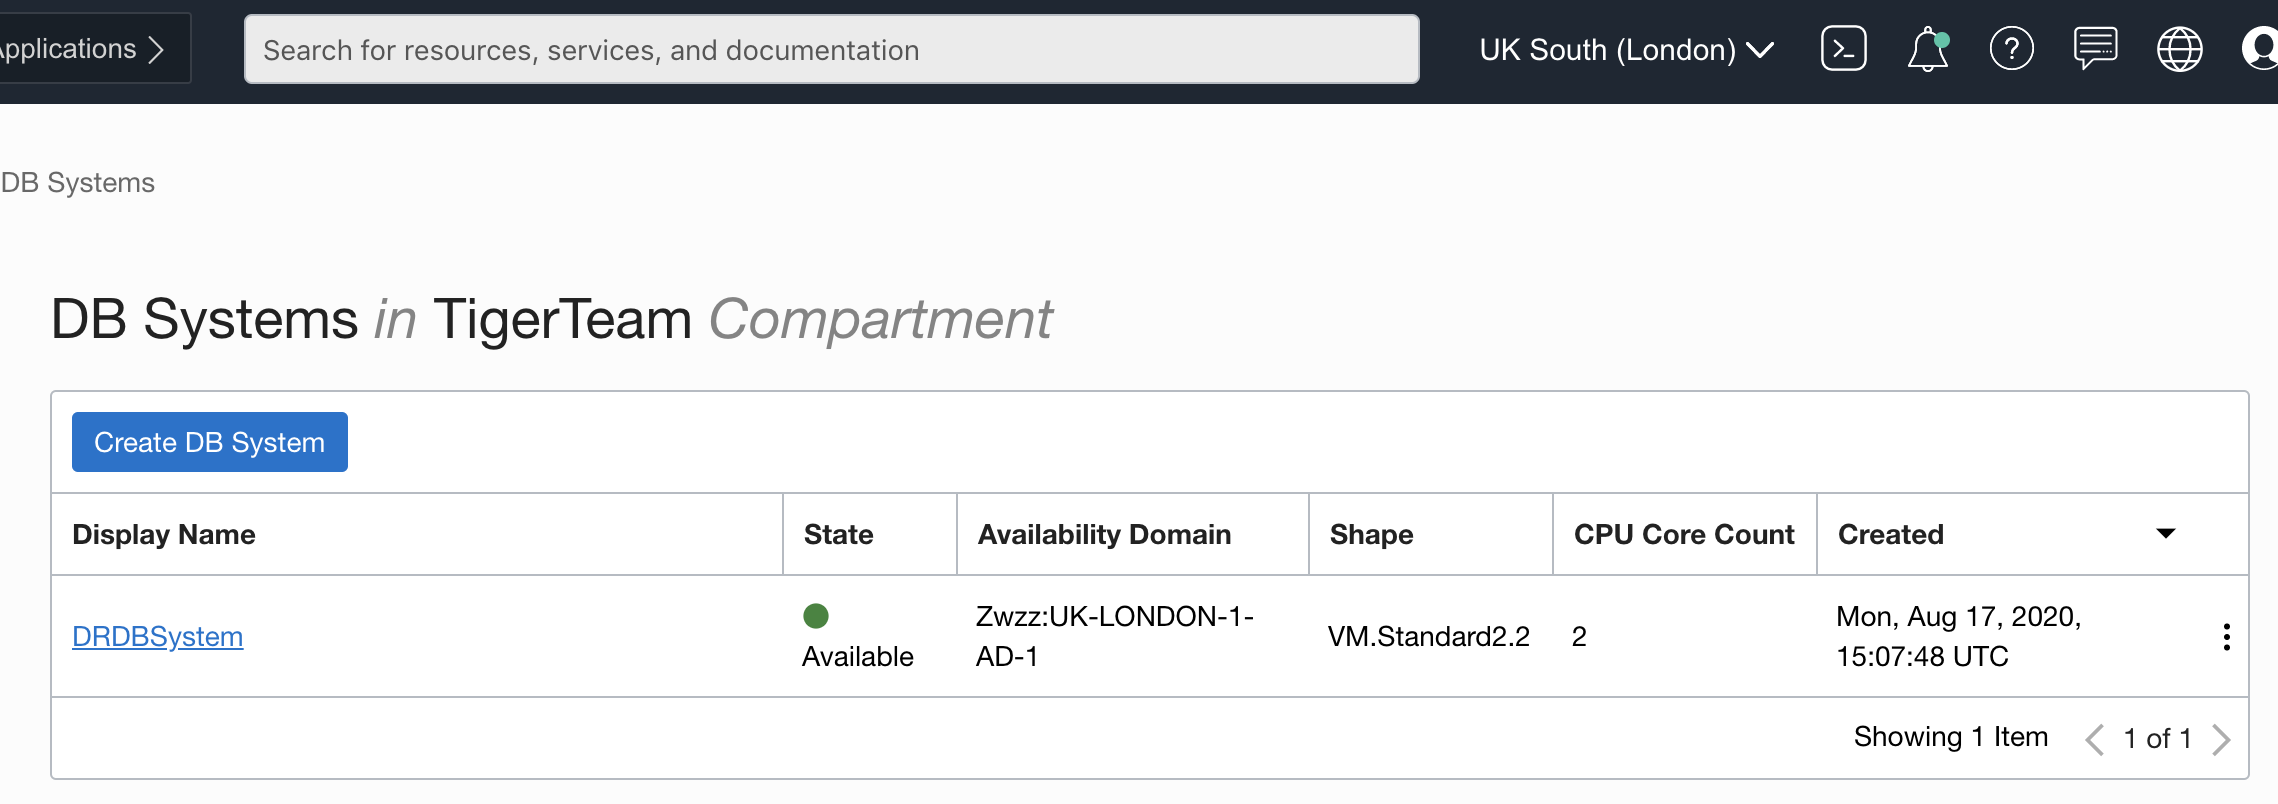 Applications
Search for resources, services, and documentation
UK South (London)
DB Systems
DB Systems in TigerTeam Compartment
Create DB System
Display Name State Availability Domain Shape CPU Core Count Created
DRDBSystem Available Zwzz:UK-LONDON-1-AD-1 VM.Standard2.2 2 Mon, Aug 17, 2020, 15:07:48 UTC
Showing 1 Item 1 of 1